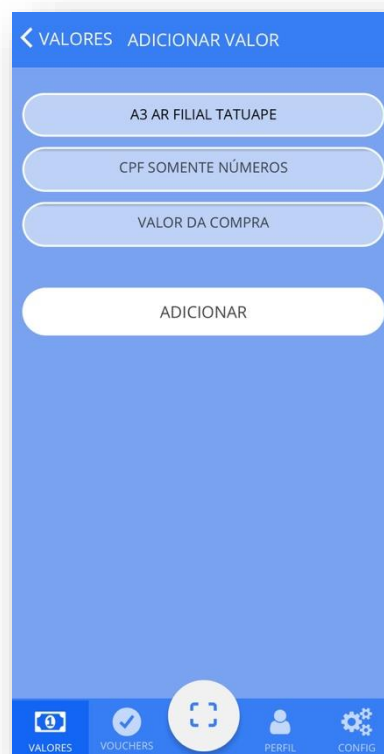 VALORES ADICIONAR VALOR
A3 AR FILIAL TATUAPE
CPF SOMENTE NÚMEROS
VALOR DA COMPRA
ADICIONAR
VALORES VOUCHERS PERFIL CONFIG